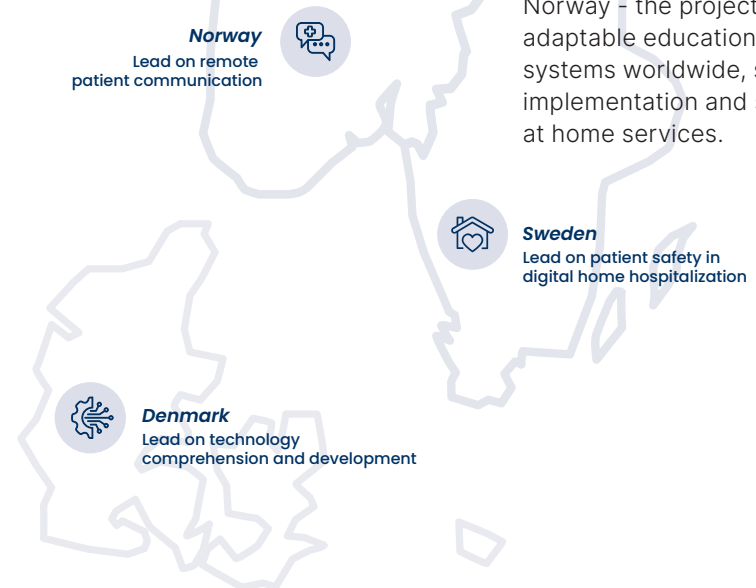 Norway
Lead on remote
patient communication
Norway - the project
adaptable education
systems worldwide, s
implementation and
at home services.
Sweden
Lead on patient safety in
digital home hospitalization
Denmark
Lead on technology
comprehension and development